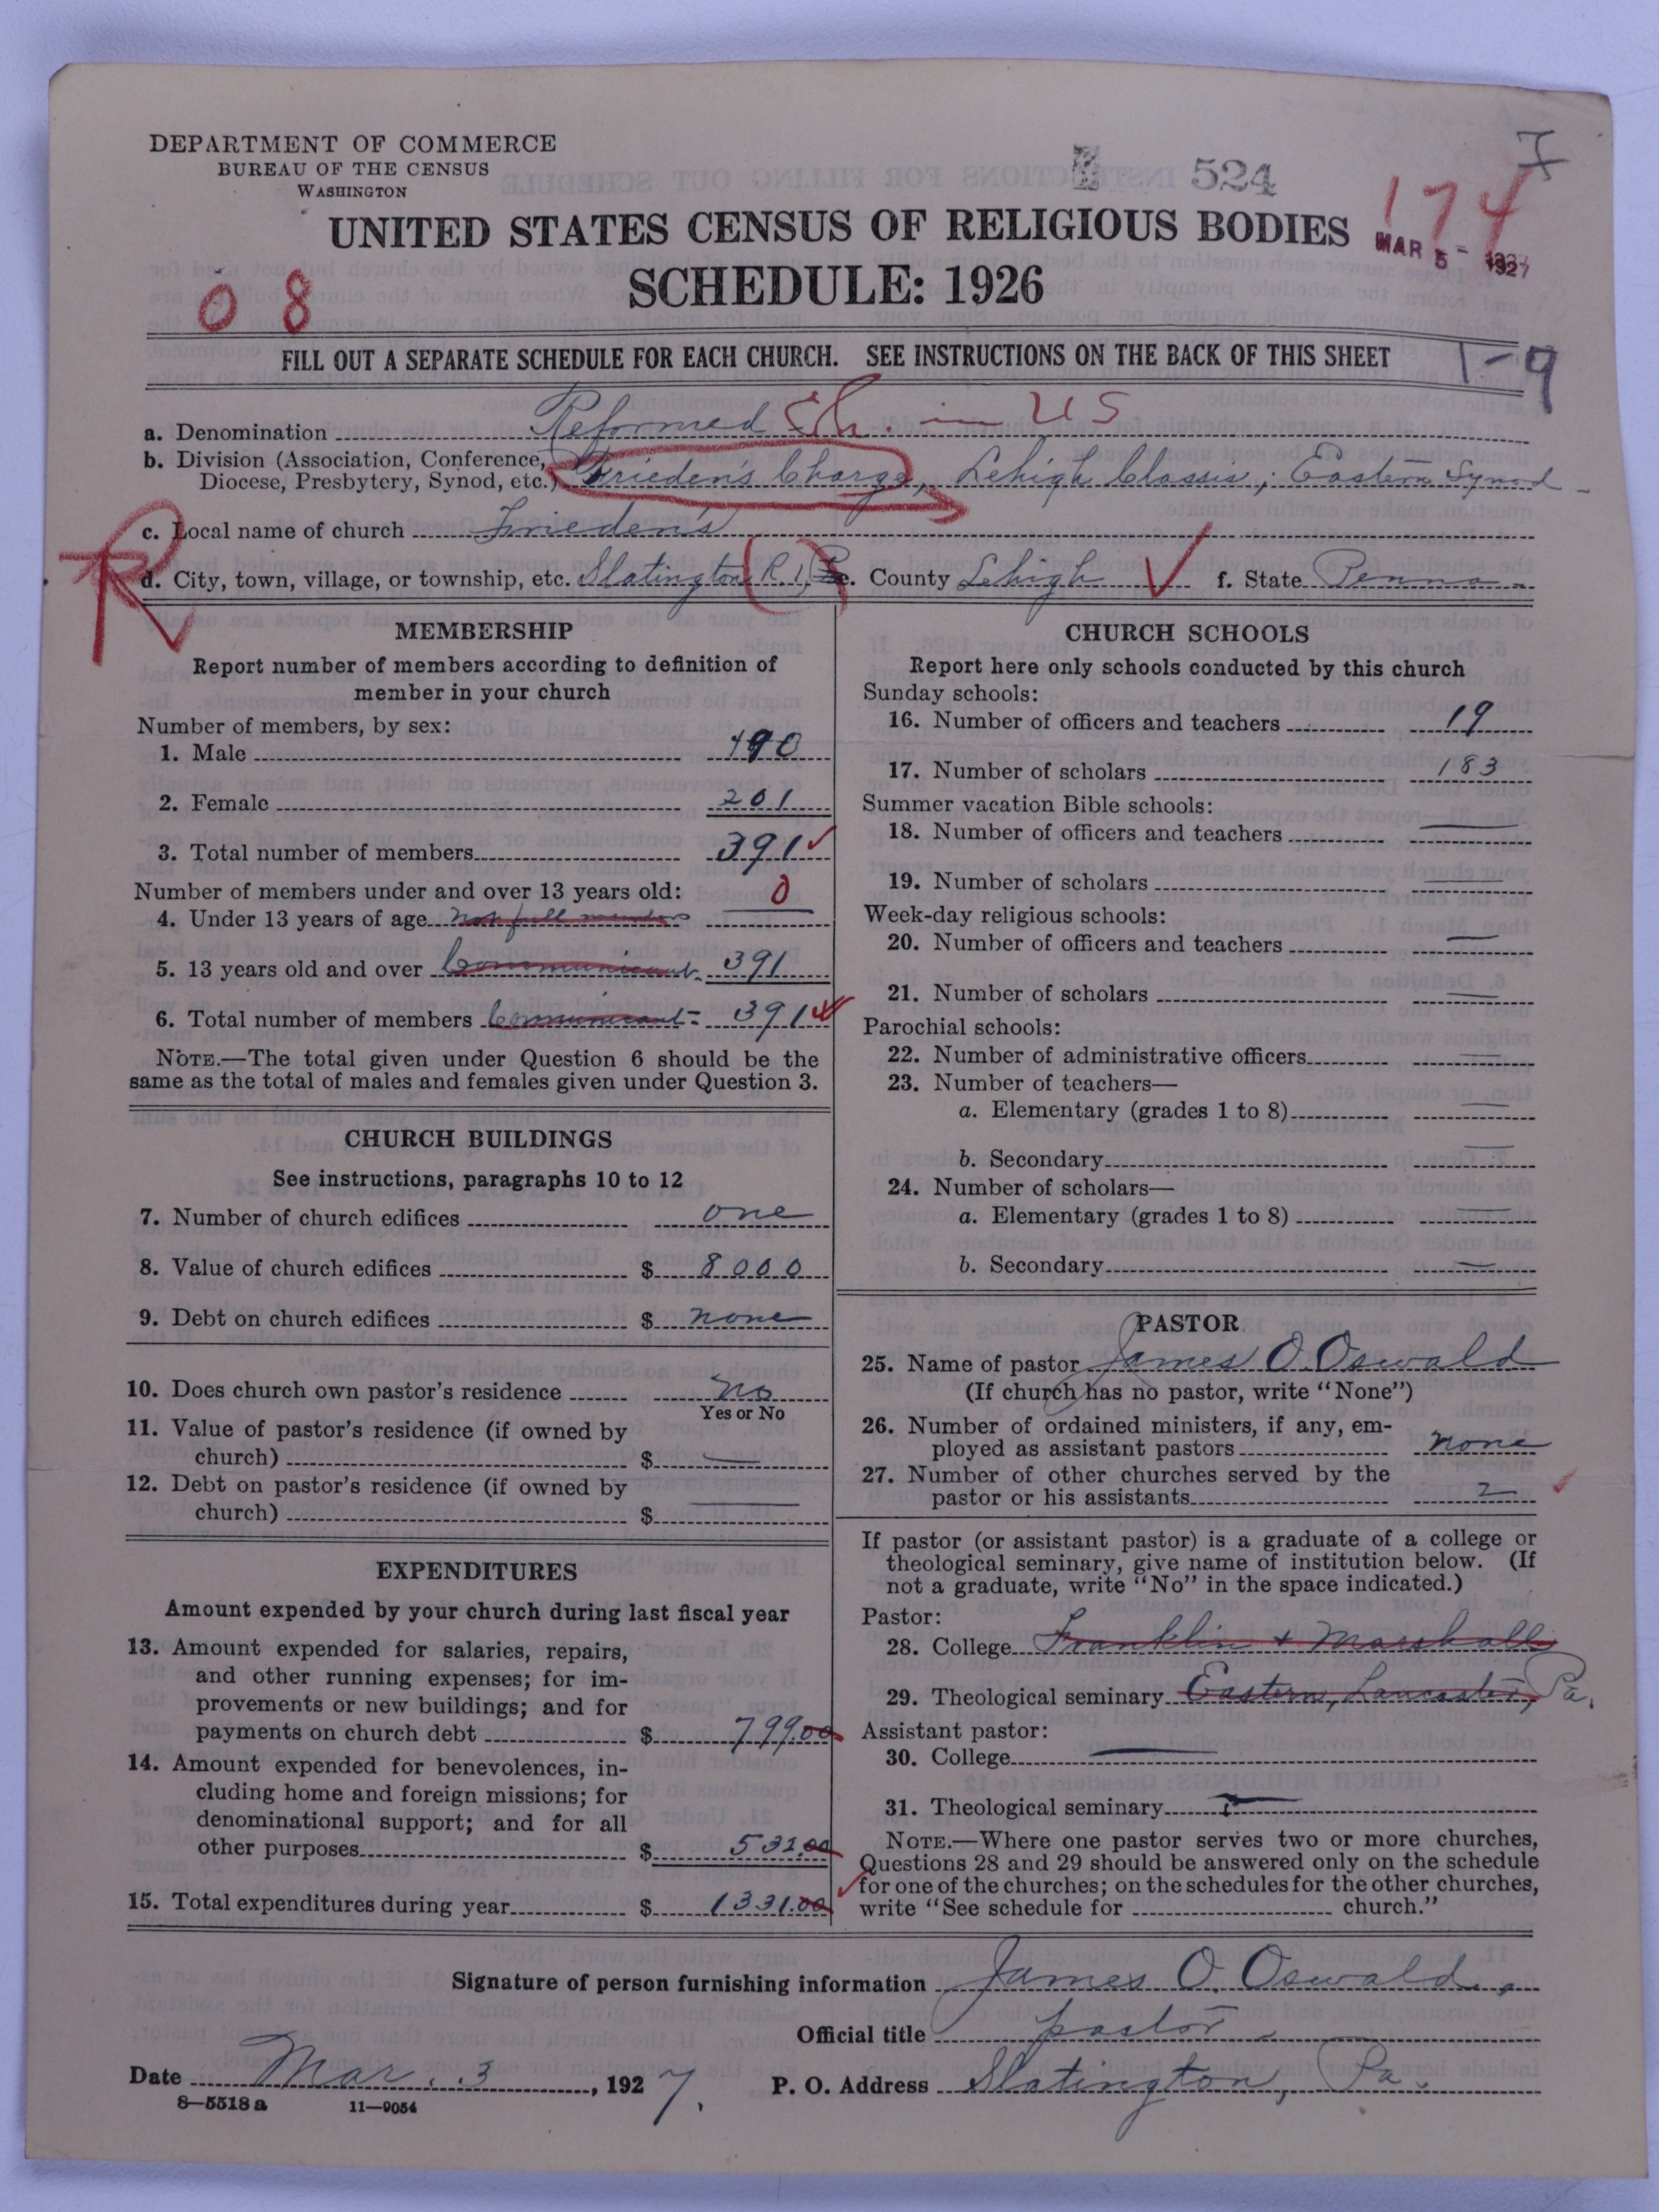 DEPARTMENT OF COMMERCE
BUREAU OF THE CENSUS
WASHINGTON
524
174
MAR 5 - 1927
UNITED STATES CENSUS OF RELIGIOUS BODIES
SCHEDULE: 1926
08
FILL OUT A SEPARATE SCHEDULE FOR EACH CHURCH. SEE INSTRUCTIONS ON THE BACK OF THIS SHEET
1-9
a. Denomination Reformed Ch. in US
b. Division (Association, Conference, Diocese, Presbytery, Synod, etc.) Frieden's Charge, Lehigh Classis, Eastern Synod
c. Local name of church Frieden's
d. City, town, village, or township, etc. Slatington R. 1, e. County Lehigh f. State Penna.
MEMBERSHIP
Report number of members according to definition of
member in your church
Number of members, by sex:
1. Male 190
2. Female 201
3. Total number of members 391
Number of members under and over 13 years old: 0
4. Under 13 years of age Not full members
5. 13 years old and over Communicant 391
6. Total number of members Communicant 391
NOTE.—The total given under Question 6 should be the
same as the total of males and females given under Question 3.
CHURCH BUILDINGS
See instructions, paragraphs 10 to 12
7. Number of church edifices one
8. Value of church edifices $ 8000
9. Debt on church edifices $ none
10. Does church own pastor's residence no
Yes or No
11. Value of pastor's residence (if owned by
church) $ —
12. Debt on pastor's residence (if owned by
church) $ —
EXPENDITURES
Amount expended by your church during last fiscal year
13. Amount expended for salaries, repairs,
and other running expenses; for im-
provements or new buildings; and for
payments on church debt $ 799.00
14. Amount expended for benevolences, in-
cluding home and foreign missions; for
denominational support; and for all
other purposes $ 532.00
15. Total expenditures during year $ 1331.00
CHURCH SCHOOLS
Report here only schools conducted by this church
Sunday schools:
16. Number of officers and teachers 19
17. Number of scholars 183
Summer vacation Bible schools:
18. Number of officers and teachers —
19. Number of scholars —
Week-day religious schools:
20. Number of officers and teachers —
21. Number of scholars —
Parochial schools:
22. Number of administrative officers —
23. Number of teachers—
a. Elementary (grades 1 to 8) —
b. Secondary —
24. Number of scholars—
a. Elementary (grades 1 to 8) —
b. Secondary —
PASTOR
25. Name of pastor James O. Oswald
(If church has no pastor, write "None")
26. Number of ordained ministers, if any, em-
ployed as assistant pastors none
27. Number of other churches served by the
pastor or his assistants 2
If pastor (or assistant pastor) is a graduate of a college or
theological seminary, give name of institution below. (If
not a graduate, write "No" in the space indicated.)
Pastor:
28. College Franklin + Marshall
29. Theological seminary Eastern, Lancaster, Pa.
Assistant pastor:
30. College —
31. Theological seminary —
NOTE.—Where one pastor serves two or more churches,
Questions 28 and 29 should be answered only on the schedule
for one of the churches; on the schedules for the other churches,
write "See schedule for church."
Signature of person furnishing information James O. Oswald,
Official title pastor
Date Mar. 3, 1927. P. O. Address Slatington, Pa.
8—5518 a 11—9054